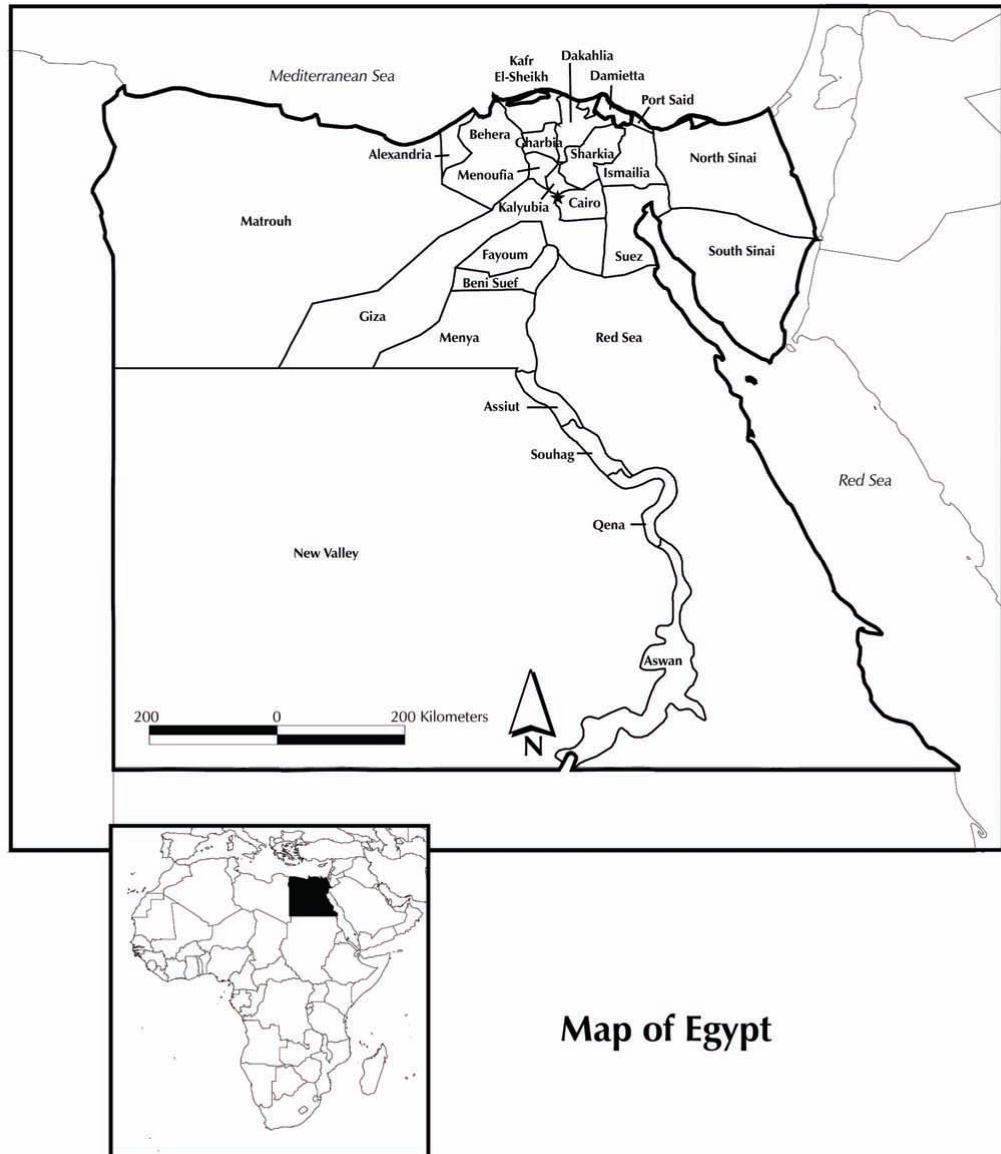 Mediterranean Sea
Kafr
El-Sheikh
Dakahlia
Damietta
Port Said
Behera
Gharbia
Alexandria
Sharkia
North Sinai
Menoufia
Ismailia
Kalyubia
Cairo
Matrouh
South Sinai
Fayoum
Suez
Beni Suef
Giza
Menya
Red Sea
Assiut
Souhag
Red Sea
Qena
New Valley
Aswan
200 0 200 Kilometers
N
Map of Egypt